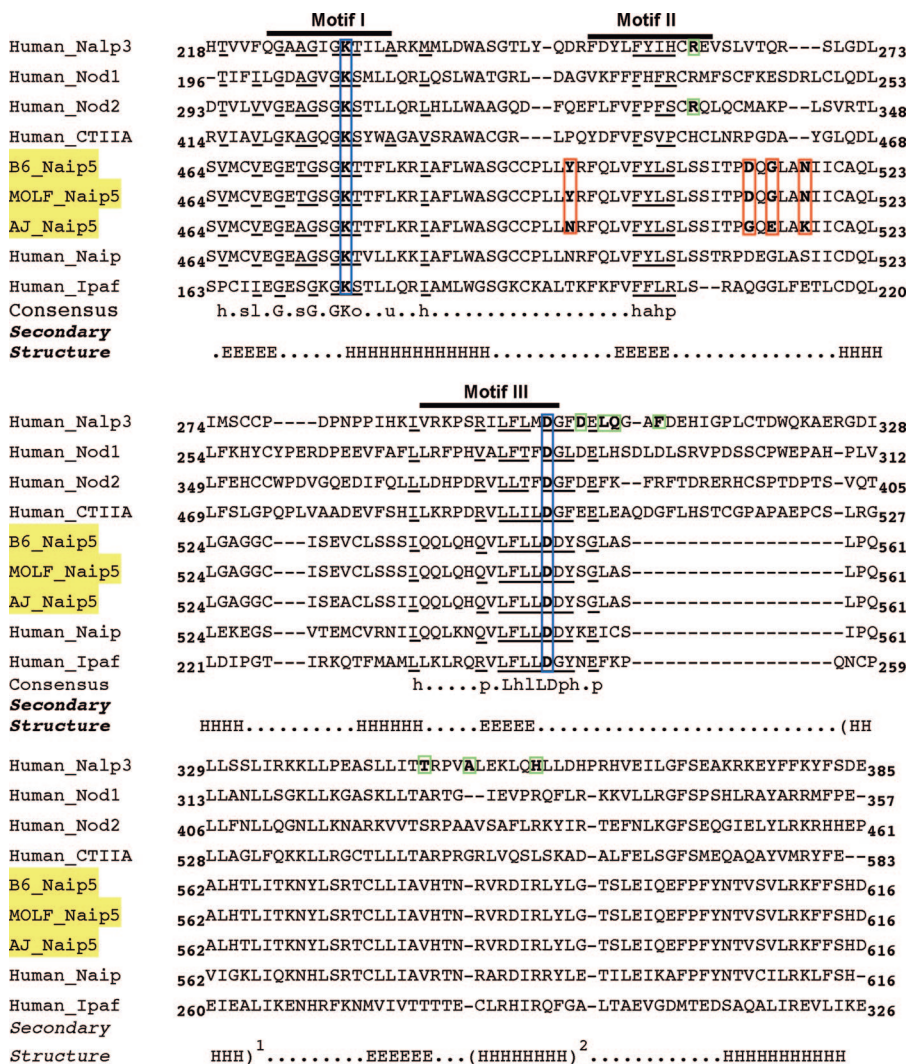 Motif I Motif II
Human_Nalp3 218HTVVFQGAAGIGKTILARKMMLDWASGTLY-QDRFDYLFYIHCREVSLVTQR---SLGDL273
Human_Nod1 196-TIFILGDAGVGKSMLLQRLQSLWATGRL--DAGVKFFFHFRCRMFSCFKESDRLCLQDL253
Human_Nod2 293DTVLVVGEAGSGKSTLLQRLHLLWAAGQD--FQEFLFVFPFSCRQLQCMAKP--LSVRTL348
Human_CTIIA 414RVIAVLGKAGQGKSYWAGAVSRAWACGR---LPQYDFVFSVPCHCLNRPGDA--YGLQDL468
B6_Naip5 464SVMCVEGETGSGKTTFLKRIAFLWASGCCPLLYRFQLVFYLSLSSITPDQGLANIICAQL523
MOLF_Naip5 464SVMCVEGETGSGKTTFLKRIAFLWASGCCPLLYRFQLVFYLSLSSITPDQGLANIICAQL523
AJ_Naip5 464SVMCVEGEAGSGKTTFLKRIAFLWASGCCPLLNRFQLVFYLSLSSITPGQELAKIICAQL523
Human_Naip 464SVMCVEGEAGSGKTVLLKKIAFLWASGCCPLLNRFQLVFYLSLSSTRPDEGLASIICDQL523
Human_Ipaf 163SPCIIEGESGKGKSTLLQRIAMLWGSGKCKALTKFKFVFFLRLS--RAQGGLFETLCDQL220
Consensus h.sl.G.sG.GKo..u..h..................hahp
Secondary
Structure .EEEEE......HHHHHHHHHHHHH...........EEEEE...............HHHH
Motif III
Human_Nalp3 274IMSCCP----DPNPPIHKIVRKPSRILFLMDGFDELQG-AFDEHIGPLCTDWQKAERGDI328
Human_Nod1 254LFKHYCYPERDPEEVFAFLLRFPHVALFTFDGLDELHSDLDLSRVPDSSCPWEPAH-PLV312
Human_Nod2 349LFEHCCWPDVGQEDIFQLLLDHPDRVLLTFDGFDEFK--FRFTDRERHCSPTDPTS-VQT405
Human_CTIIA 469LFSLGPQPLVAADEVFSHILKRPDRVLLILDGFEELEAQDGFLHSTCGPAPAEPCS-LRG527
B6_Naip5 524LGAGGC---ISEVCLSSSIQQLQHQVLFLLDDYSGLAS-------------------LPQ561
MOLF_Naip5 524LGAGGC---ISEVCLSSSIQQLQHQVLFLLDDYSGLAS-------------------LPQ561
AJ_Naip5 524LGAGGC---ISEACLSSIIQQLQHQVLFLLDDYSGLAS-------------------LPQ561
Human_Naip 524LEKEGS---VTEMCVRNIIQQLKNQVLFLLDDYKEICS-------------------IPQ561
Human_Ipaf 221LDIPGT---IRKQTFMAMLLKLRQRVLFLLDGYNEFKP------------------QNCP259
Consensus h.....p.LhlLDph.p
Secondary
Structure HHHH.........HHHHHH.....EEEEE...........................(HH
Human_Nalp3 329LLSSLIRKKLLPEASLLITTRPVALEKLQHLLDHPRHVEILGFSEAKRKEYFFKYFSDE385
Human_Nod1 313LLANLLSGKLLKGASKLLTARTG--IEVPRQFLR-KKVLLRGFSPSHLRAYARRMFPE-357
Human_Nod2 406LLFNLLQGNLLKNARKVVTSRPAAVSAFLRKYIR-TEFNLKGFSEQGIELYLRKRHHEP461
Human_CTIIA 528LLAGLFQKKLLRGCTLLLTARPRGRLVQSLSKAD-ALFELSGFSMEQAQAYVMRYFE--583
B6_Naip5 562ALHTLITKNYLSRTCLLIAVHTN-RVRDIRLYLG-TSLEIQEFPFYNTVSVLRKFFSHD616
MOLF_Naip5 562ALHTLITKNYLSRTCLLIAVHTN-RVRDIRLYLG-TSLEIQEFPFYNTVSVLRKFFSHD616
AJ_Naip5 562ALHTLITKNYLSRTCLLIAVHTN-RVRDIRLYLG-TSLEIQEFPFYNTVSVLRKFFSHD616
Human_Naip 562VIGKLIQKNHLSRTCLLIAVRTN-RARDIRRYLE-TILEIKAFPFYNTVCILRKLFSH-616
Human_Ipaf 260EIEALIKENHRFKNMVIVTTTTE-CLRHIRQFGA-LTAEVGDMTEDSAQALIREVLIKE326
Secondary
Structure HHH)1.........EEEEEE...(HHHHHHHH)2............HHHHHHHHHHH